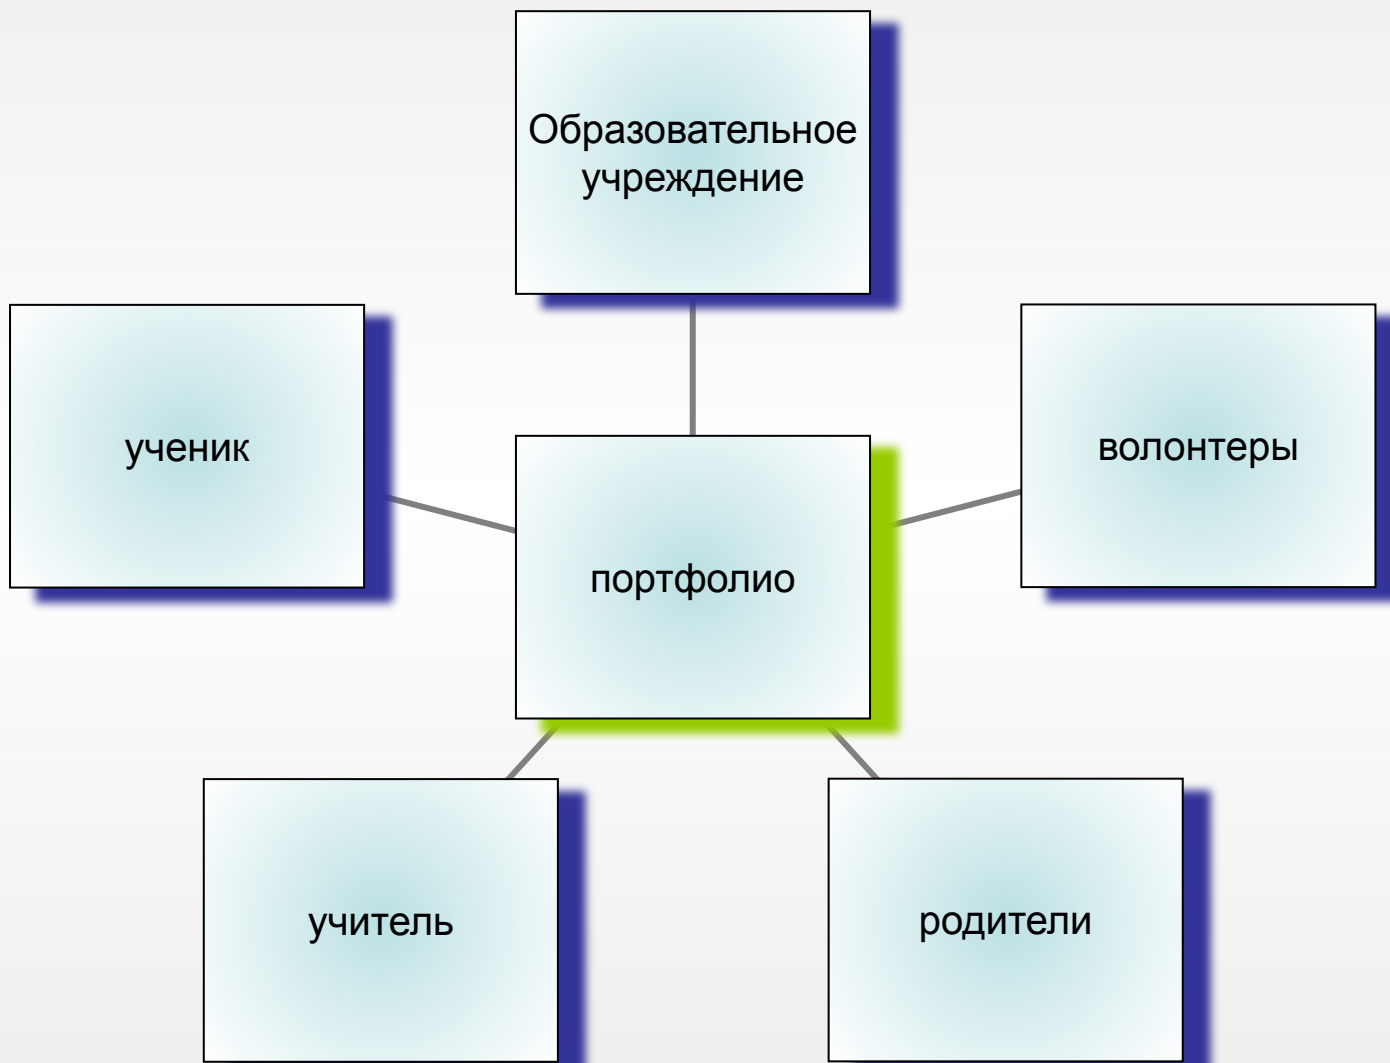 Образовательное
учреждение
ученик
волонтеры
портфолио
учитель
родители